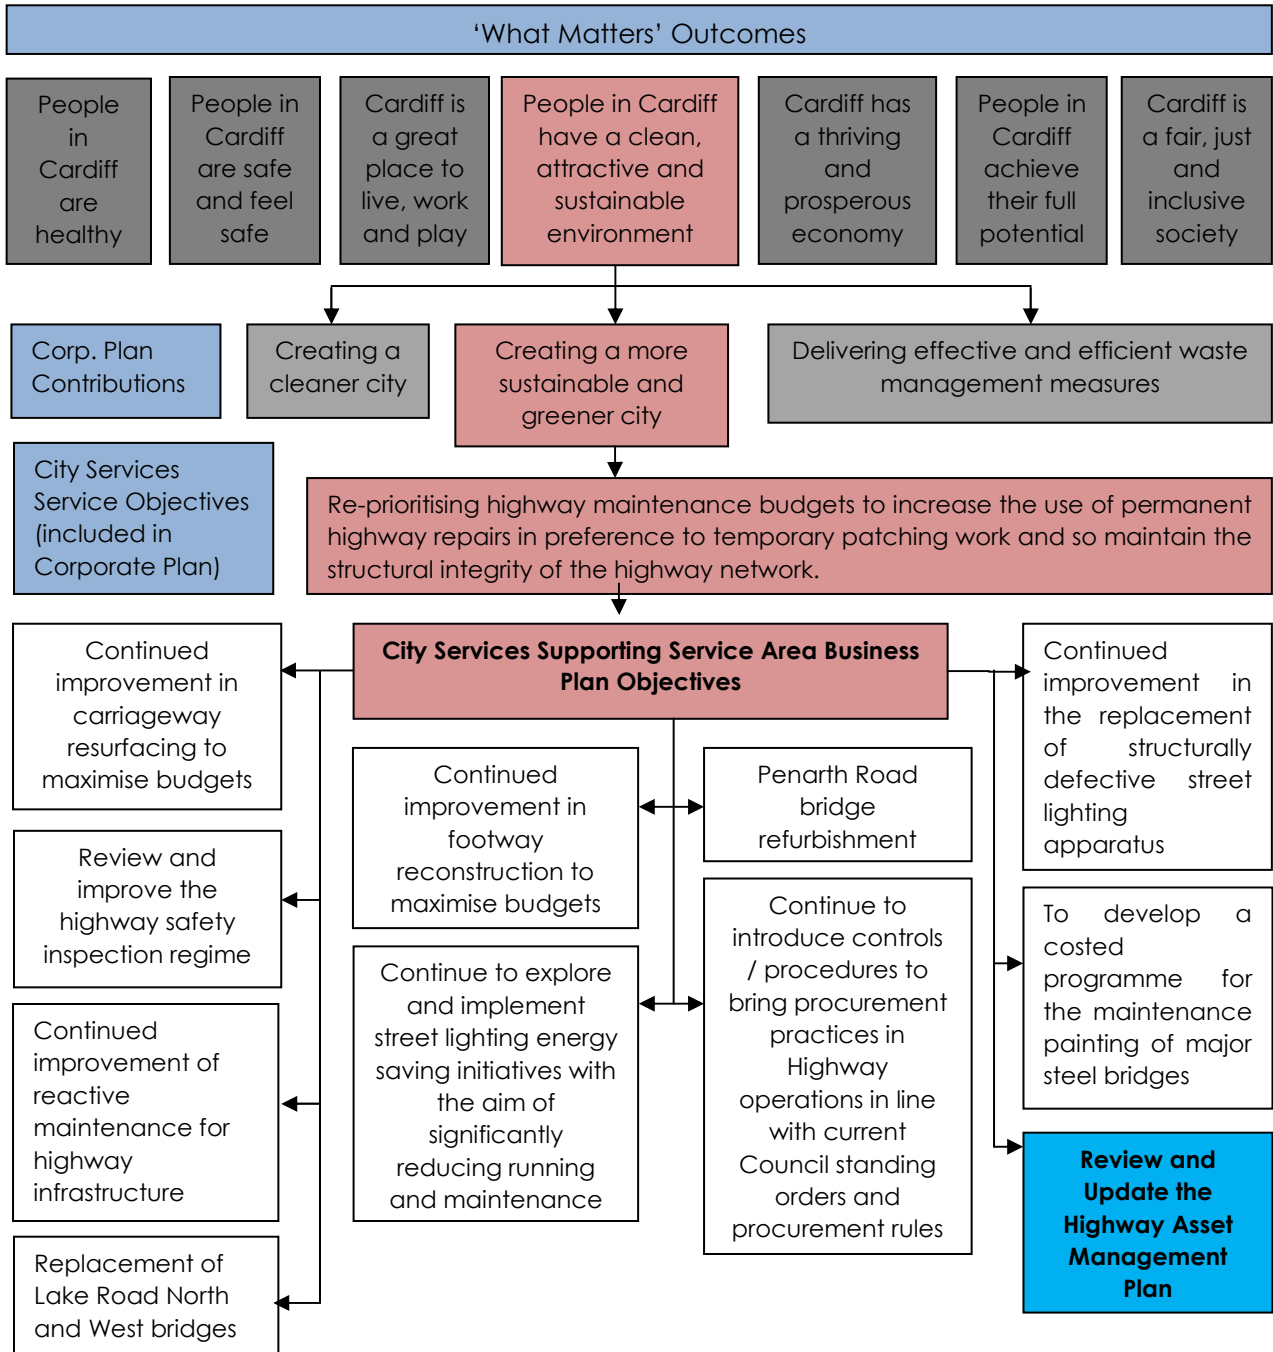 ‘What Matters’ Outcomes
People
in
Cardiff
are
healthy
People in
Cardiff
are safe
and feel
safe
Cardiff is
a great
place to
live, work
and play
People in Cardiff
have a clean,
attractive and
sustainable
environment
Cardiff has
a thriving
and
prosperous
economy
People in
Cardiff
achieve
their full
potential
Cardiff is
a fair, just
and
inclusive
society
Corp. Plan
Contributions
Creating a
cleaner city
Creating a more
sustainable and
greener city
Delivering effective and efficient waste
management measures
City Services
Service Objectives
(included in
Corporate Plan)
Re-prioritising highway maintenance budgets to increase the use of permanent
highway repairs in preference to temporary patching work and so maintain the
structural integrity of the highway network.
City Services Supporting Service Area Business
Plan Objectives
Continued
improvement in
carriageway
resurfacing to
maximise budgets
Review and
improve the
highway safety
inspection regime
Continued
improvement of
reactive
maintenance for
highway
infrastructure
Replacement of
Lake Road North
and West bridges
Continued
improvement in
footway
reconstruction to
maximise budgets
Continue to explore
and implement
street lighting energy
saving initiatives with
the aim of
significantly
reducing running
and maintenance
Penarth Road
bridge
refurbishment
Continue to
introduce controls
/ procedures to
bring procurement
practices in
Highway
operations in line
with current
Council standing
orders and
procurement rules
Continued
improvement in
the replacement
of structurally
defective street
lighting
apparatus
To develop a
costed
programme for
the maintenance
painting of major
steel bridges
Review and
Update the
Highway Asset
Management
Plan